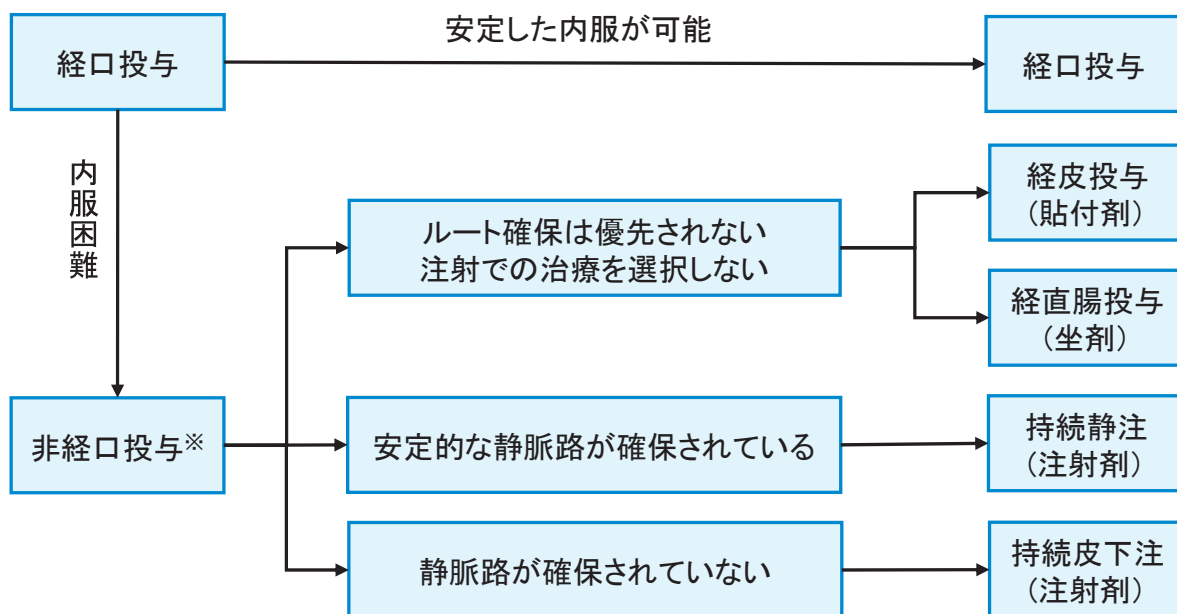 安定した内服が可能
経口投与
経口投与
内服困難
経皮投与
(貼付剤)
ルート確保は優先されない
注射での治療を選択しない
経直腸投与
(坐剤)
非経口投与※
安定的な静脈路が確保されている
持続静注
(注射剤)
静脈路が確保されていない
持続皮下注
(注射剤)